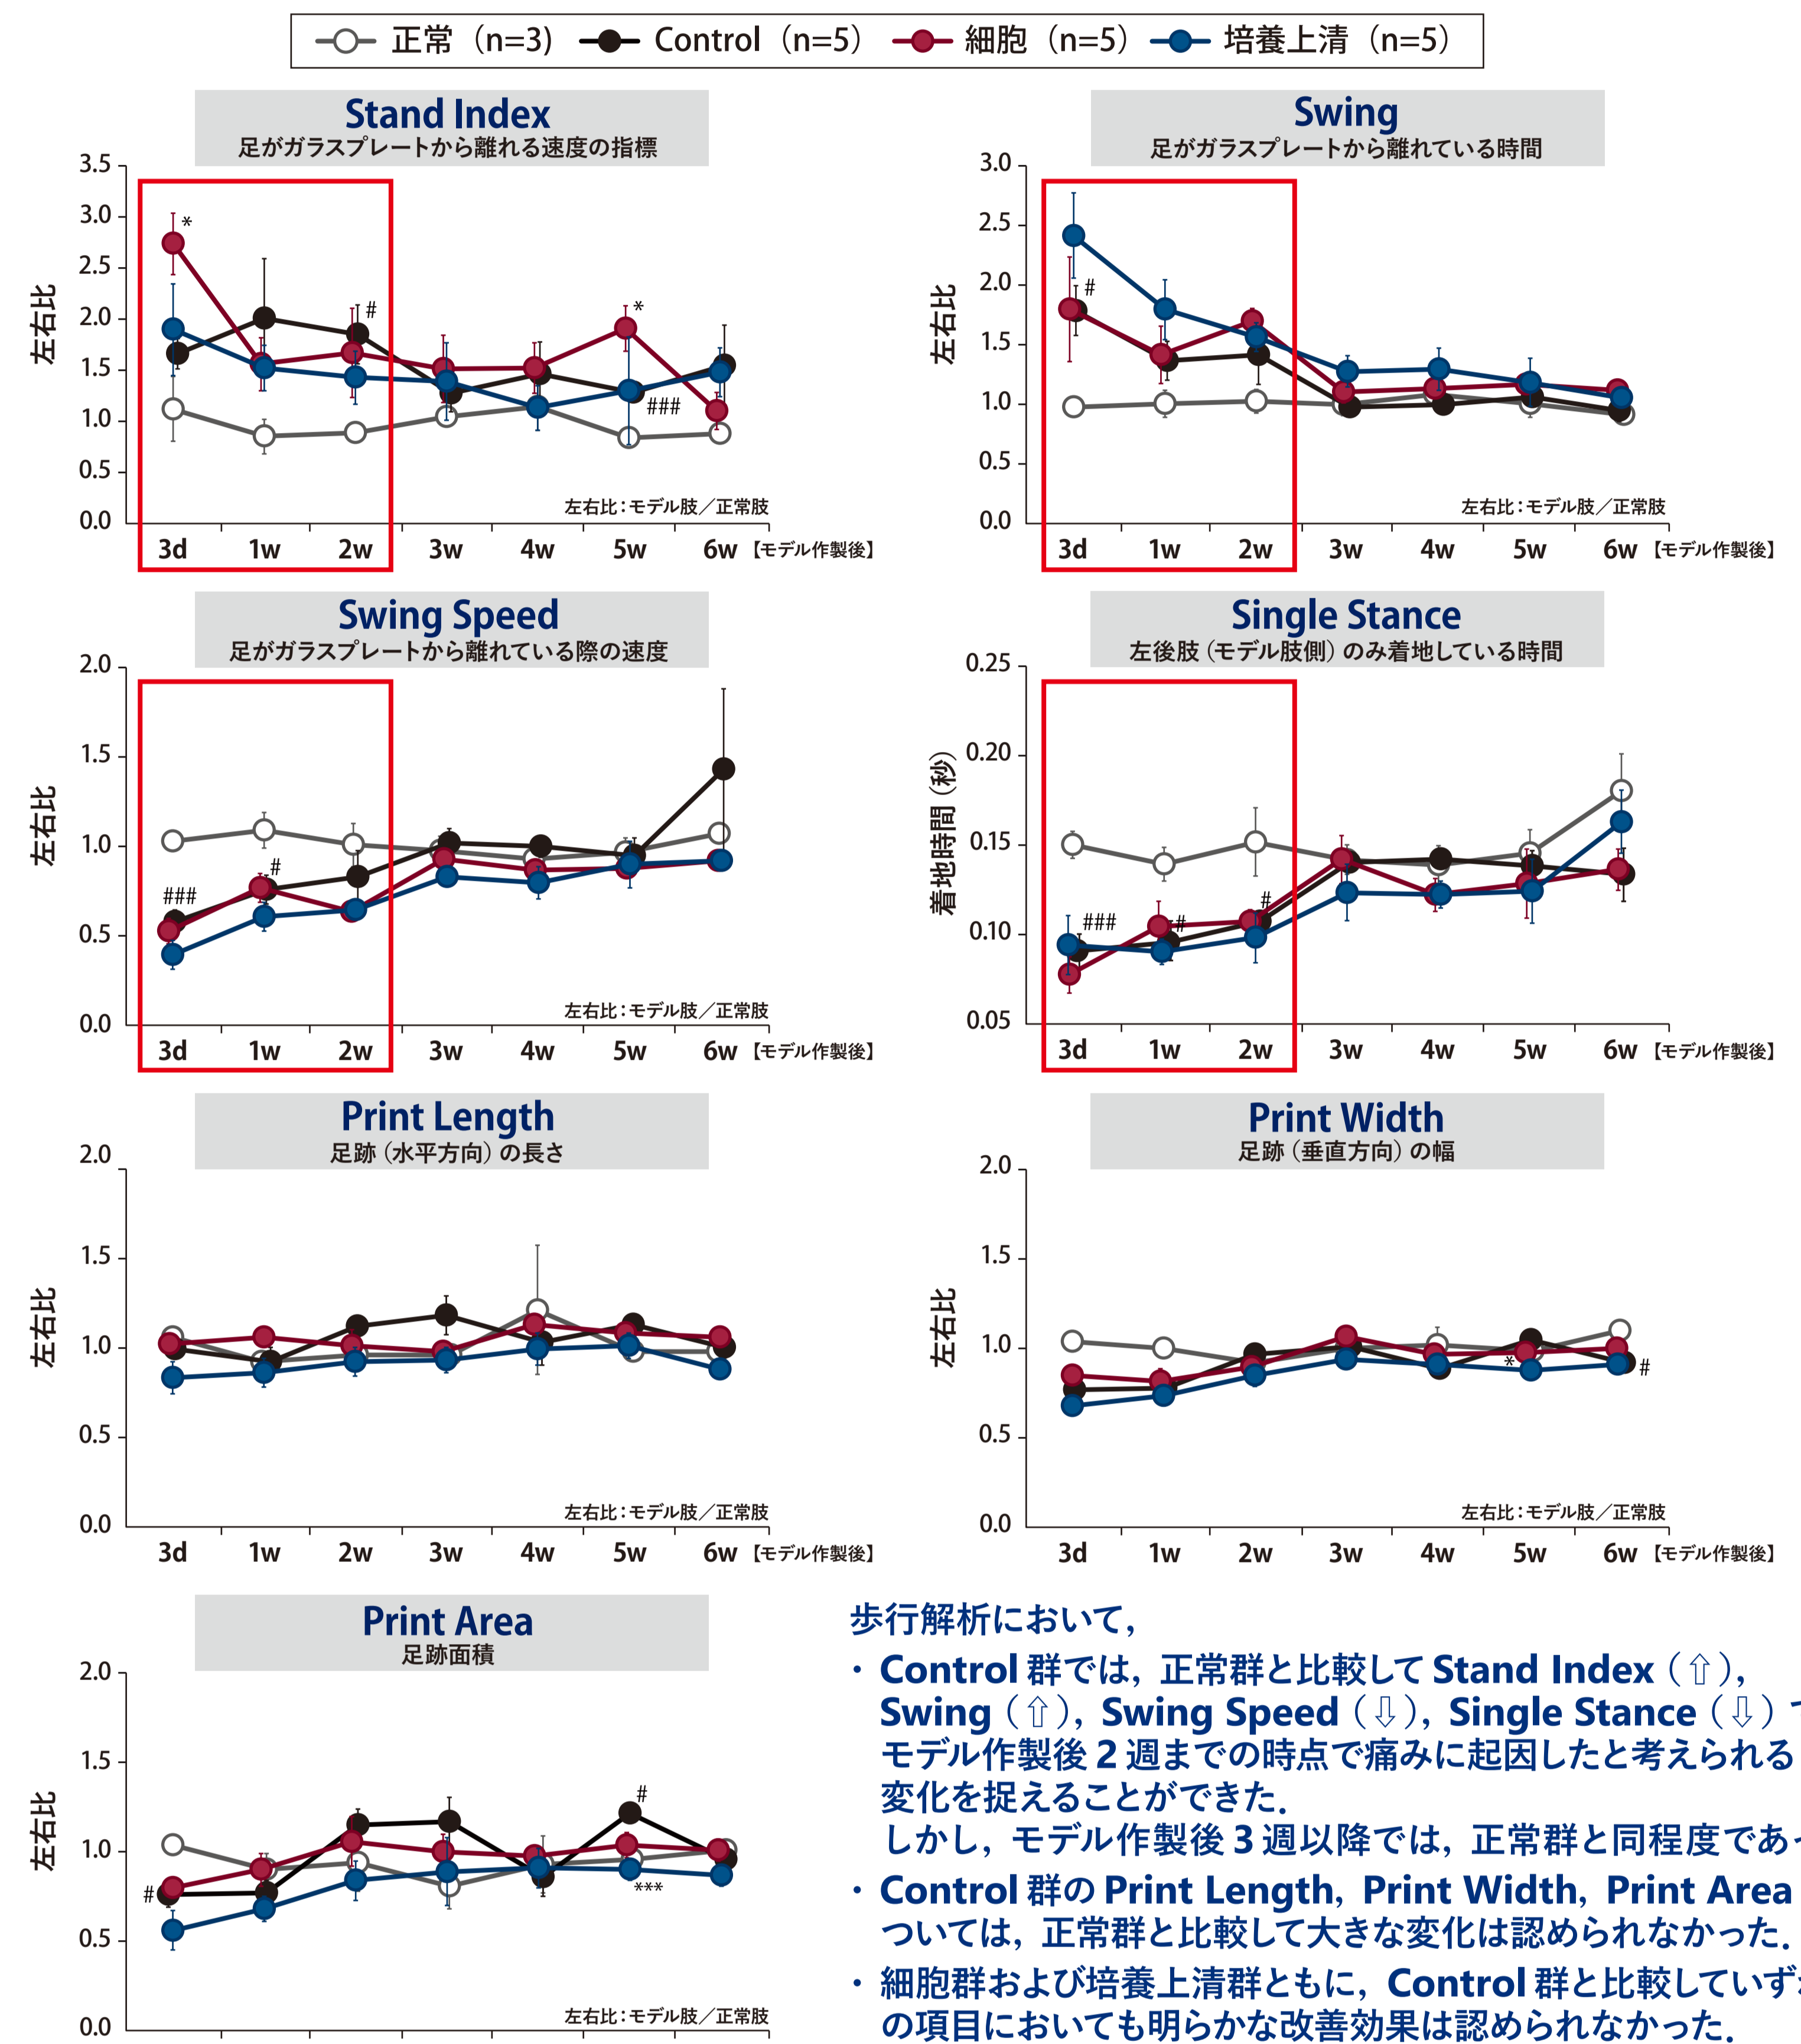 正常（n=3） Control（n=5） 細胞（n=5） 培養上清（n=5）
Stand Index
足がガラスプレートから離れる速度の指標
左右比
3.5
3.0
2.5
2.0
1.5
1.0
0.5
0.0
*
#
*
###
左右比：モデル肢／正常肢
3d 1w 2w 3w 4w 5w 6w 【モデル作製後】
Swing
足がガラスプレートから離れている時間
左右比
3.0
2.5
2.0
1.5
1.0
0.5
0.0
#
左右比：モデル肢／正常肢
3d 1w 2w 3w 4w 5w 6w 【モデル作製後】
Swing Speed
足がガラスプレートから離れている際の速度
左右比
2.0
1.5
1.0
0.5
0.0
###
#
左右比：モデル肢／正常肢
3d 1w 2w 3w 4w 5w 6w 【モデル作製後】
Single Stance
左後肢（モデル肢側）のみ着地している時間
着地時間（秒）
0.25
0.20
0.15
0.10
0.05
###
#
#
3d 1w 2w 3w 4w 5w 6w 【モデル作製後】
Print Length
足跡（水平方向）の長さ
左右比
2.0
1.5
1.0
0.5
0.0
左右比：モデル肢／正常肢
3d 1w 2w 3w 4w 5w 6w 【モデル作製後】
Print Width
足跡（垂直方向）の幅
左右比
2.0
1.5
1.0
0.5
0.0
*
#
左右比：モデル肢／正常肢
3d 1w 2w 3w 4w 5w 6w 【モデル作製後】
Print Area
足跡面積
左右比
2.0
1.5
1.0
0.5
0.0
#
#
***
左右比：モデル肢／正常肢
歩行解析において，
・Control 群では，正常群と比較して Stand Index（⇧），
Swing（⇧），Swing Speed（⇩），Single Stance（⇩）
モデル作製後 2 週までの時点で痛みに起因したと考えられる
変化を捉えることができた．
しかし，モデル作製後 3 週以降では，正常群と同程度であ
・Control 群の Print Length，Print Width，Print Area
ついては，正常群と比較して大きな変化は認められなかった．
・細胞群および培養上清群ともに，Control 群と比較していず
の項目においても明らかな改善効果は認められなかった．